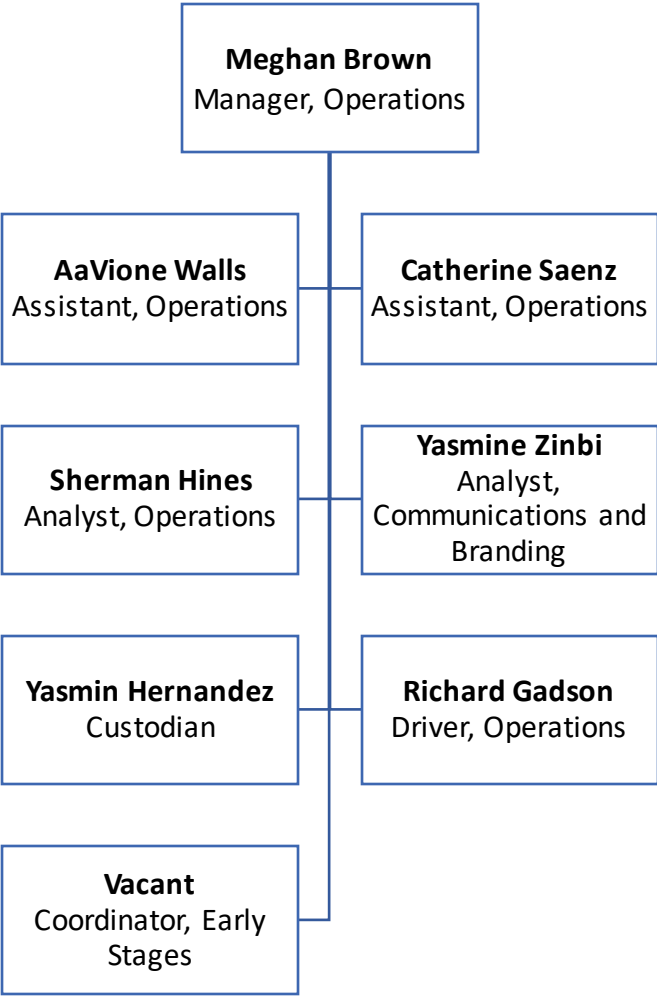 Meghan Brown
Manager, Operations
AaVione Walls
Assistant, Operations
Catherine Saenz
Assistant, Operations
Sherman Hines
Analyst, Operations
Yasmine Zinbi
Analyst,
Communications and
Branding
Yasmin Hernandez
Custodian
Richard Gadson
Driver, Operations
Vacant
Coordinator, Early
Stages